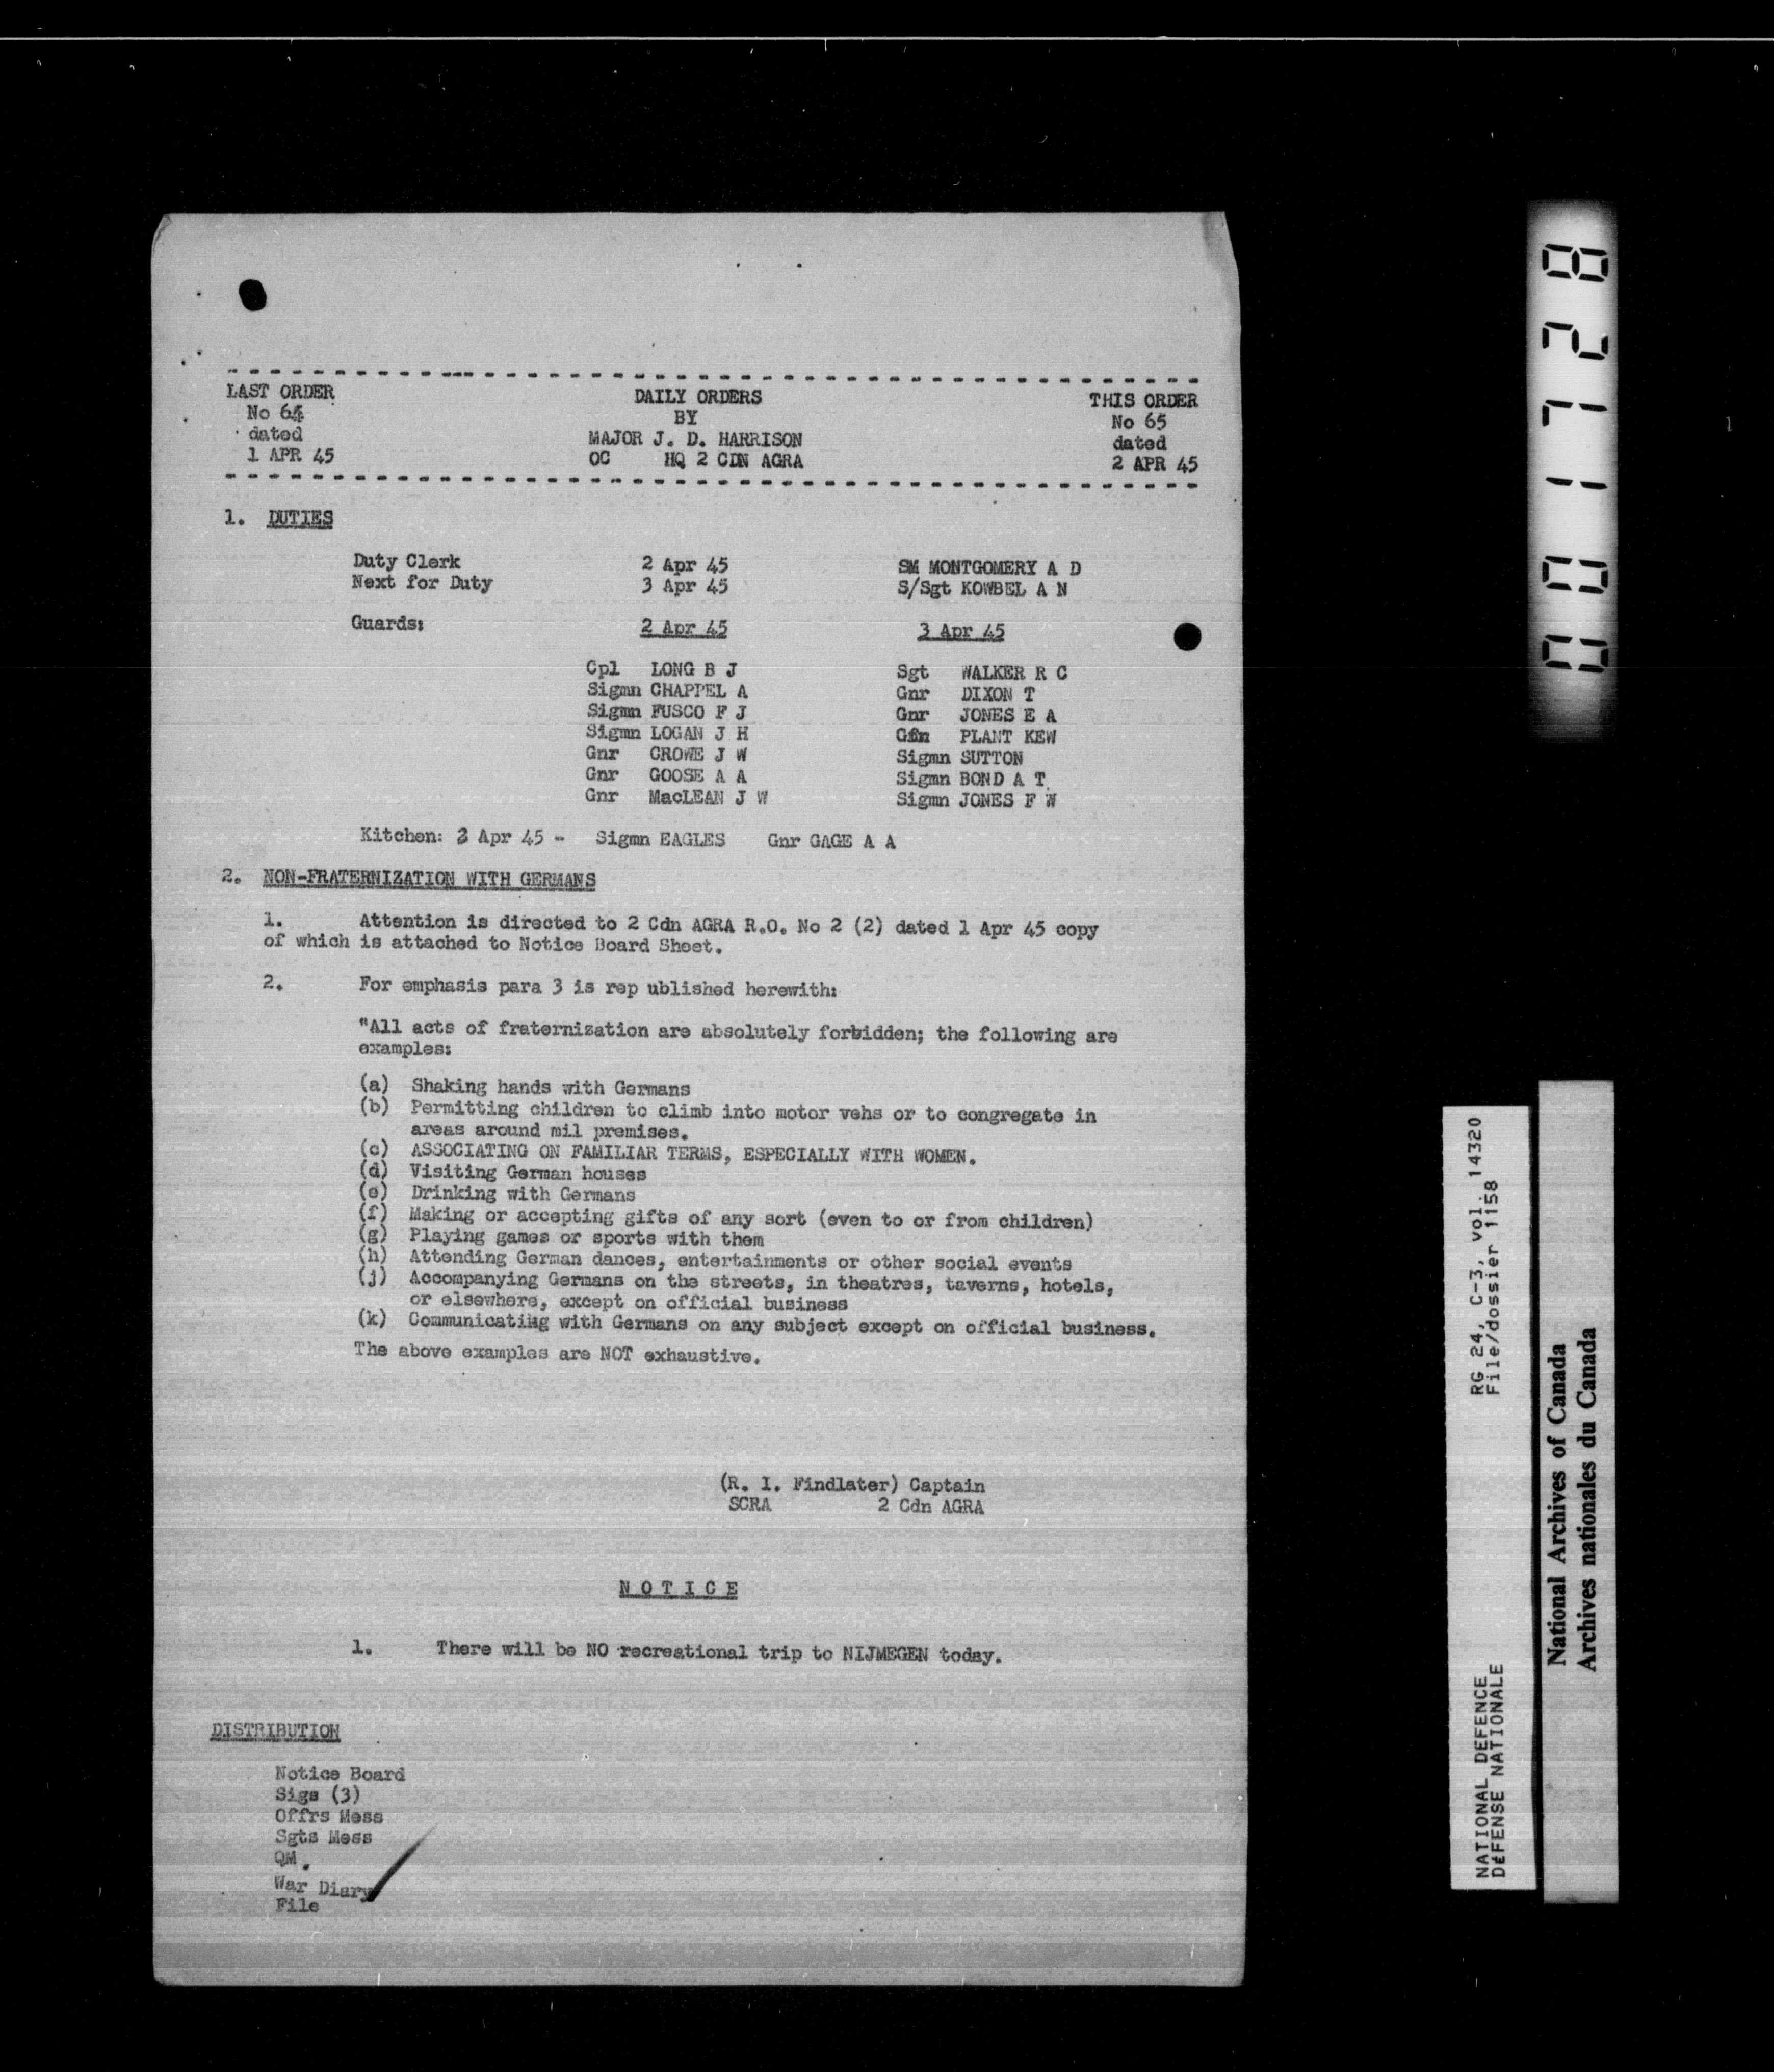 LAST ORDER DAILY ORDERS THIS ORDER
No 64 BY No 65
dated MAJOR J. D. HARRISON dated
1 APR 45 OC HQ 2 CDN AGRA 2 APR 45
1. DUTIES
Duty Clerk 2 Apr 45 SM MONTGOMERY A D
Next for Duty 3 Apr 45 S/Sgt KOWBEL A N
Guards: 2 Apr 45 3 Apr 45
Cpl LONG B J Sgt WALKER R C
Sigmn CHAPPEL A Gnr DIXON T
Sigmn FUSCO F J Gnr JONES E A
Sigmn LOGAN J H PLANT KEW
Gnr CROWE J W Sigmn SUTTON
Gnr GOOSE A A Sigmn BOND A T
Gnr MacLEAN J W Sigmn JONES F W
Kitchen: Apr 45 - Sigmn EAGLES Gnr GAGE A A
2. NON-FRATERNIZATION WITH GERMANS
1. Attention is directed to 2 Cdn AGRA R.O. No 2 (2) dated 1 Apr 45 copy
of which is attached to Notice Board Sheet.
2. For emphasis para 3 is rep ublished herewith:
"All acts of fraternization are absolutely forbidden; the following are
examples:
(a) Shaking hands with Germans
(b) Permitting children to climb into motor vehs or to congregate in
areas around mil premises.
(c) ASSOCIATING ON FAMILIAR TERMS, ESPECIALLY WITH WOMEN.
(d) Visiting German houses
(e) Drinking with Germans
(f) Making or accepting gifts of any sort (even to or from children)
(g) Playing games or sports with them
(h) Attending German dances, entertainments or other social events
(j) Accompanying Germans on the streets, in theatres, taverns, hotels,
or elsewhere, except on official business
(k) Communicating with Germans on any subject except on official business.
The above examples are NOT exhaustive.
(R. I. Findlater) Captain
SCRA 2 Cdn AGRA
N O T I C E
1. There will be NO recreational trip to NIJMEGEN today.
DISTRIBUTION
Notice Board
Sigs (3)
Offrs Mess
Sgts Mess
QM.
War Diary
File
001728
NATIONAL DEFENCE RG 24, C-3, vol. 14320
DéFENSE NATIONALE File/dossier 1158
National Archives of Canada
Archives nationales du Canada